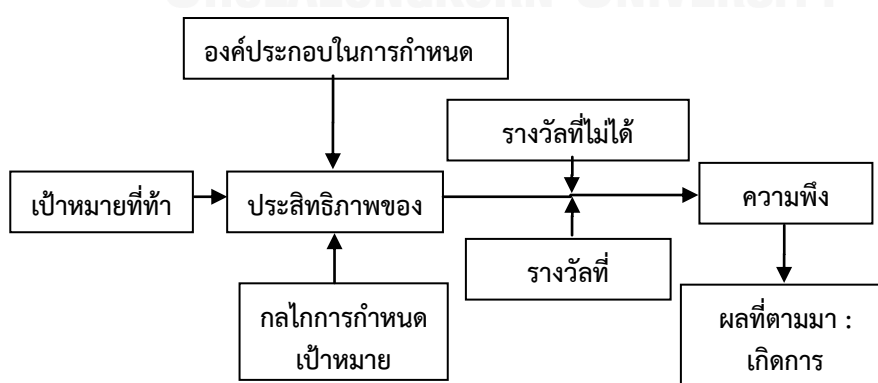 CHULALONGKORN UNIVERSITY
องค์ประกอบในการกำหนด
รางวัลที่ไม่ได้
เป้าหมายที่ท้า
ประสิทธิภาพของ
ความพึง
รางวัลที่
กลไกการกำหนด
เป้าหมาย
ผลที่ตามมา :
เกิดการ